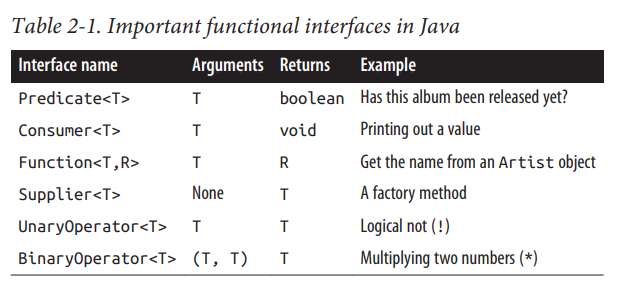 Table 2-1. Important functional interfaces in Java
Interface name Arguments Returns Example
Predicate<T> T boolean Has this album been released yet?
Consumer<T> T void Printing out a value
Function<T,R> T R Get the name from an Artist object
Supplier<T> None T A factory method
UnaryOperator<T> T T Logical not (!)
BinaryOperator<T> (T, T) T Multiplying two numbers (*)